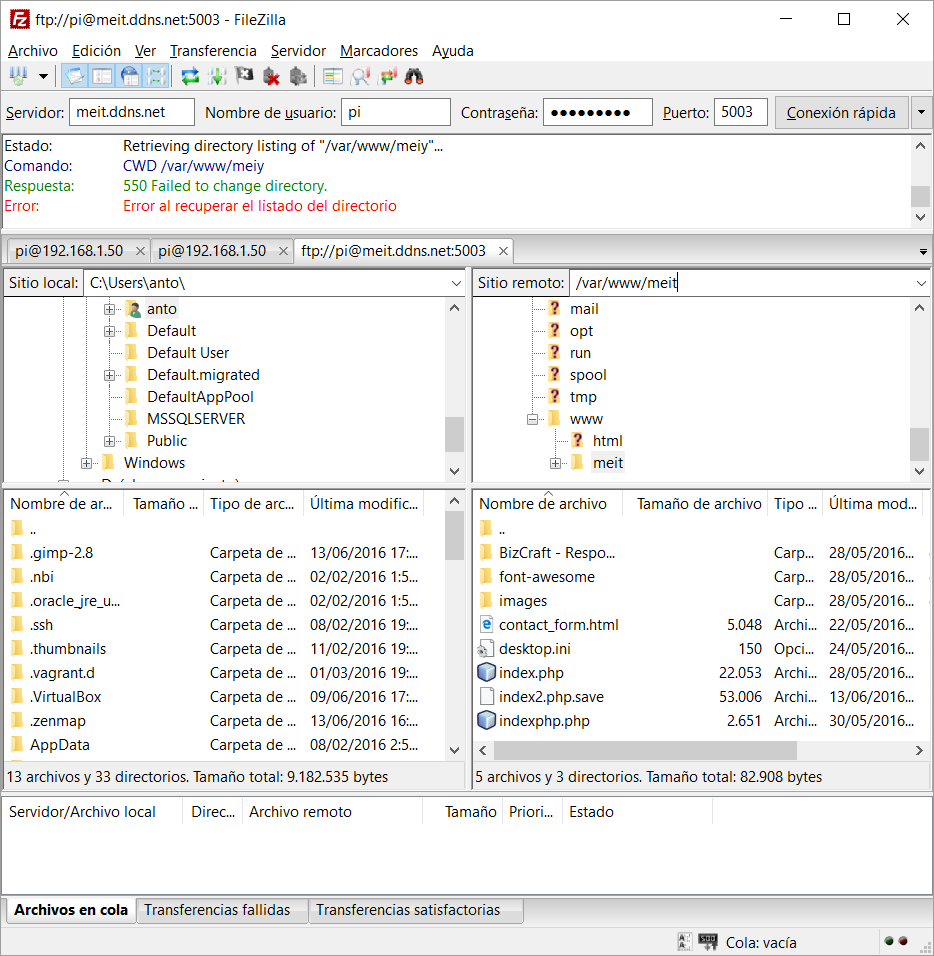 ftp://pi@meit.ddns.net:5003 - FileZilla
Archivo Edición Ver Transferencia Servidor Marcadores Ayuda
Servidor: meit.ddns.net Nombre de usuario: pi Contraseña: ●●●●●●●●● Puerto: 5003 Conexión rápida
Estado: Retrieving directory listing of "/var/www/meiy"...
Comando: CWD /var/www/meiy
Respuesta: 550 Failed to change directory.
Error: Error al recuperar el listado del directorio
pi@192.168.1.50 pi@192.168.1.50 ftp://pi@meit.ddns.net:5003
Sitio local: C:\Users\anto\
anto
Default
Default User
Default.migrated
DefaultAppPool
MSSQLSERVER
Public
Windows
Sitio remoto: /var/www/meit
mail
opt
run
spool
tmp
www
html
meit
Nombre de ar... Tamaño ... Tipo de arc... Última modific...
..
.gimp-2.8 Carpeta de ... 13/06/2016 17:...
.nbi Carpeta de ... 02/02/2016 1:5...
.oracle_jre_u... Carpeta de ... 02/02/2016 1:5...
.ssh Carpeta de ... 08/02/2016 19:...
.thumbnails Carpeta de ... 11/02/2016 19:...
.vagrant.d Carpeta de ... 01/03/2016 19:...
.VirtualBox Carpeta de ... 09/06/2016 17:...
.zenmap Carpeta de ... 13/06/2016 16:...
AppData Carpeta de ... 08/02/2016 2:5...
13 archivos y 33 directorios. Tamaño total: 9.182.535 bytes
Nombre de archivo Tamaño de archivo Tipo ... Última mod...
..
BizCraft - Respo... Carp... 28/05/2016...
font-awesome Carp... 28/05/2016...
images Carp... 28/05/2016...
contact_form.html 5.048 Archi... 22/05/2016...
desktop.ini 150 Opci... 24/05/2016...
index.php 22.053 Archi... 28/05/2016...
index2.php.save 53.006 Archi... 13/06/2016...
indexphp.php 2.651 Archi... 30/05/2016...
5 archivos y 3 directorios. Tamaño total: 82.908 bytes
Servidor/Archivo local Direc... Archivo remoto Tamaño Priori... Estado
Archivos en cola Transferencias fallidas Transferencias satisfactorias
Cola: vacía